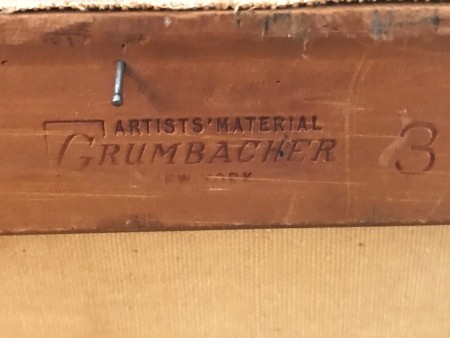 ARTISTS' MATERIAL
GRUMBACHER 3
NEW YORK